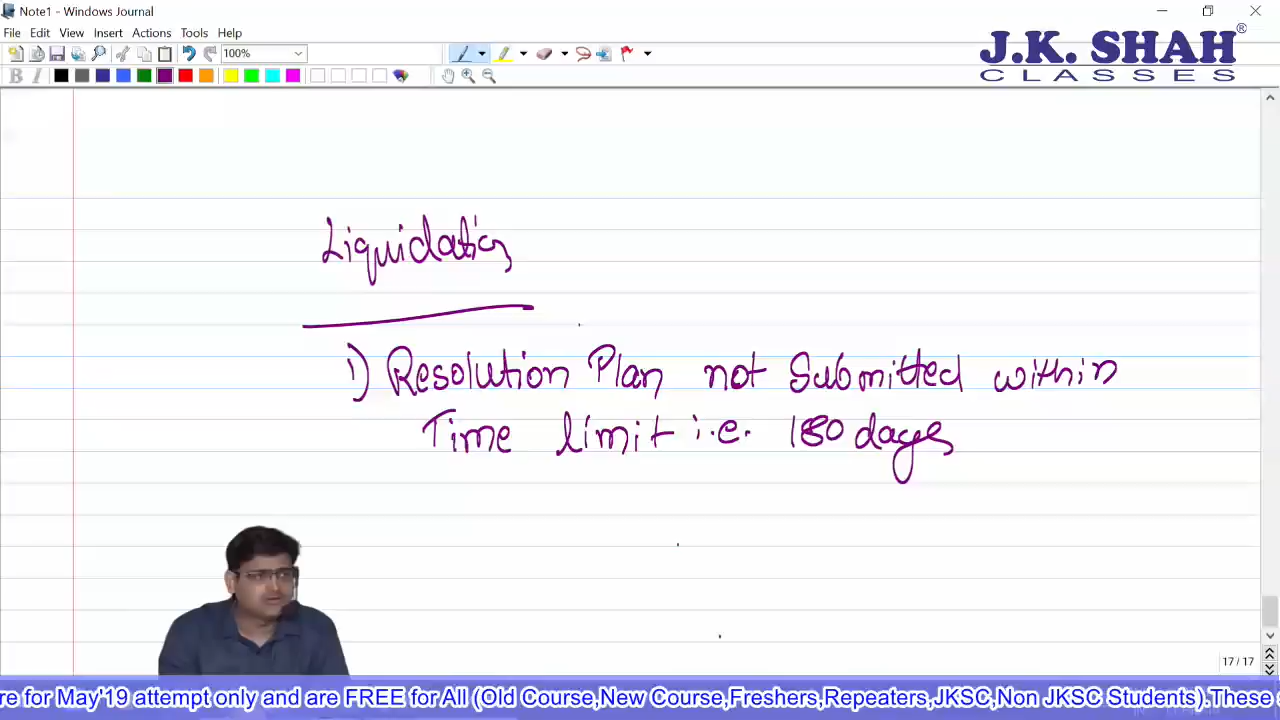 Note1 - Windows Journal
File Edit View Insert Actions Tools Help
100%
J.K. SHAH®
CLASSES
Liquidation
1) Resolution Plan not Submitted within
Time limit i.e. 180 days
17 / 17
re for May'19 attempt only and are FREE for All (Old Course,New Course,Freshers,Repeaters,JKSC,Non JKSC Students).These